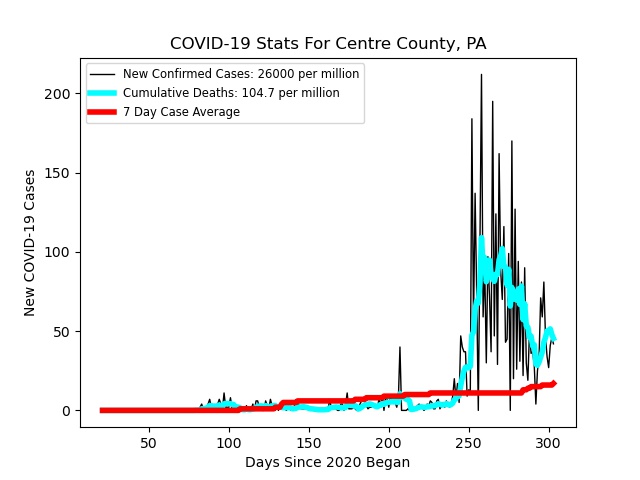 COVID-19 Stats For Centre County, PA
New Confirmed Cases: 26000 per million
Cumulative Deaths: 104.7 per million
7 Day Case Average
New COVID-19 Cases
200
150
100
50
0
50 100 150 200 250 300
Days Since 2020 Began